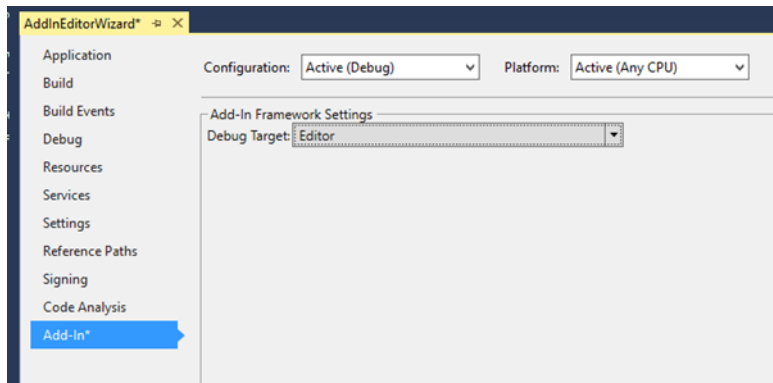 AddInEditorWizard*
Application
Build
Build Events
Debug
Resources
Services
Settings
Reference Paths
Signing
Code Analysis
Add-In*
Configuration: Active (Debug) Platform: Active (Any CPU)
Add-In Framework Settings
Debug Target: Editor